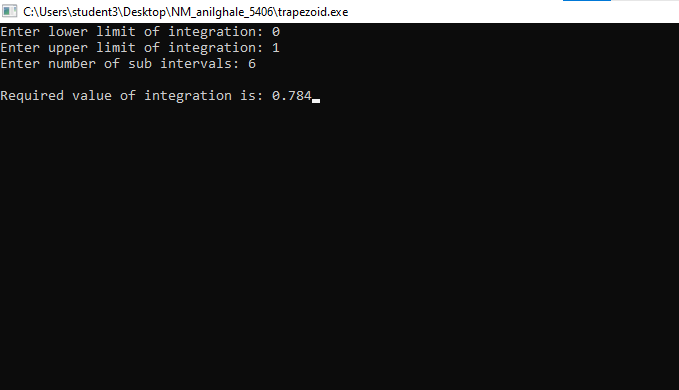 C:\Users\student3\Desktop\NM_anilghale_5406\trapezoid.exe
Enter lower limit of integration: 0
Enter upper limit of integration: 1
Enter number of sub intervals: 6
Required value of integration is: 0.784